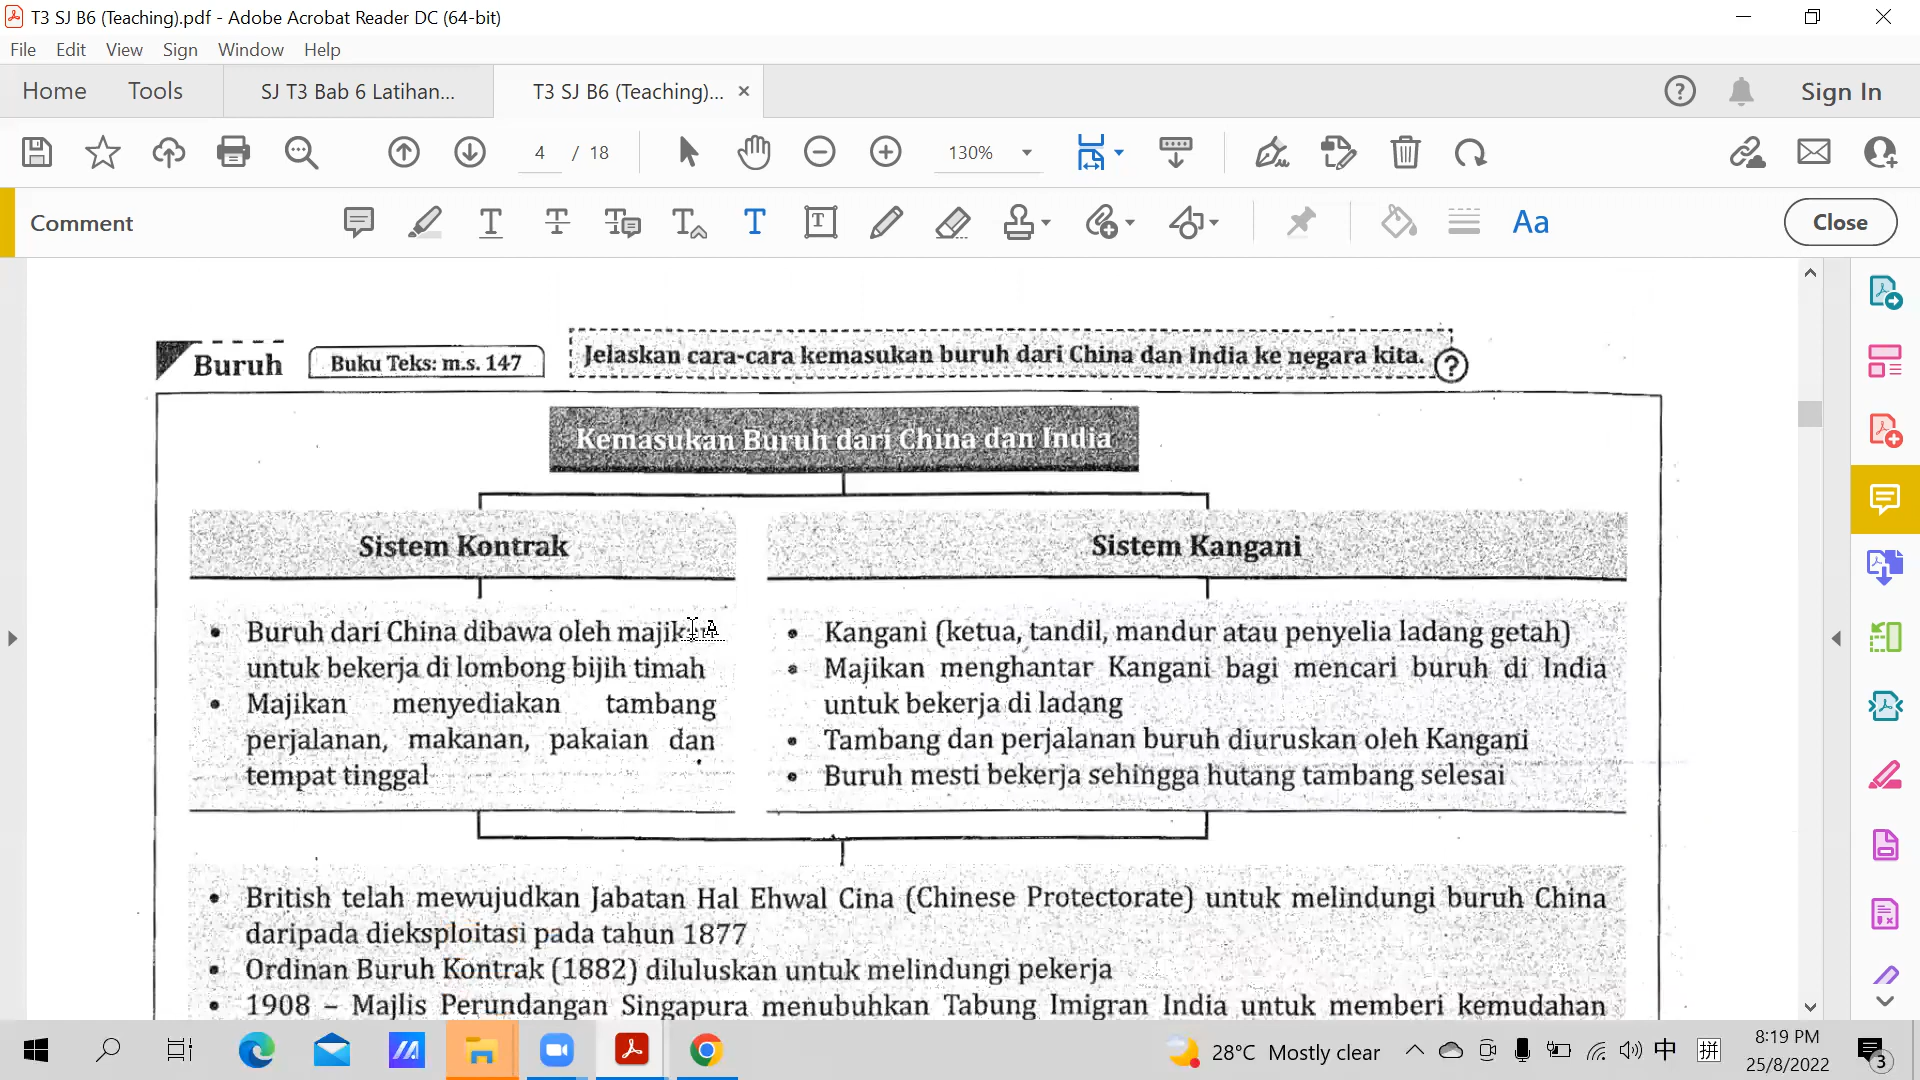 T3 SJ B6 (Teaching).pdf - Adobe Acrobat Reader DC (64-bit)
File Edit View Sign Window Help
Home Tools SJ T3 Bab 6 Latihan... T3 SJ B6 (Teaching)... × Sign In
4 / 18 130%
Comment Aa Close
Buruh Buku Teks: m.s. 147 Jelaskan cara-cara kemasukan buruh dari China dan India ke negara kita. ?
Kemasukan Buruh dari China dan India
Sistem Kontrak
• Buruh dari China dibawa oleh
untuk bekerja di lombong bijih timah
• Majikan menyediakan tambang
perjalanan, makanan, pakaian dan
tempat tinggal
Sistem Kangani
• Kangani (ketua, tandil, mandur atau penyelia ladang getah)
• Majikan menghantar Kangani bagi mencari buruh di India
untuk bekerja di ladang
• Tambang dan perjalanan buruh diuruskan oleh Kangani
• Buruh mesti bekerja sehingga hutang tambang selesai
• British telah mewujudkan Jabatan Hal Ehwal Cina (Chinese Protectorate) untuk melindungi buruh China
daripada dieksploitasi pada tahun 1877
• Ordinan Buruh Kontrak (1882) diluluskan untuk melindungi pekerja
• 1908 – Majlis Perundangan Singapura menubuhkan Tabung Imigran India untuk memberi kemudahan
28°C Mostly clear 中 拼 8:19 PM
25/8/2022 3